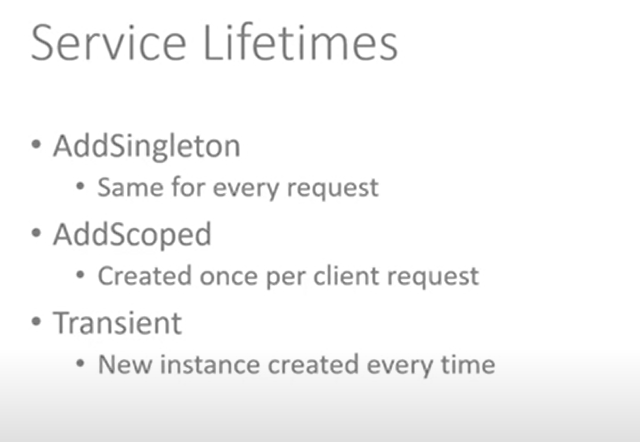 Service Lifetimes
• AddSingleton
• Same for every request
• AddScoped
• Created once per client request
• Transient
• New instance created every time